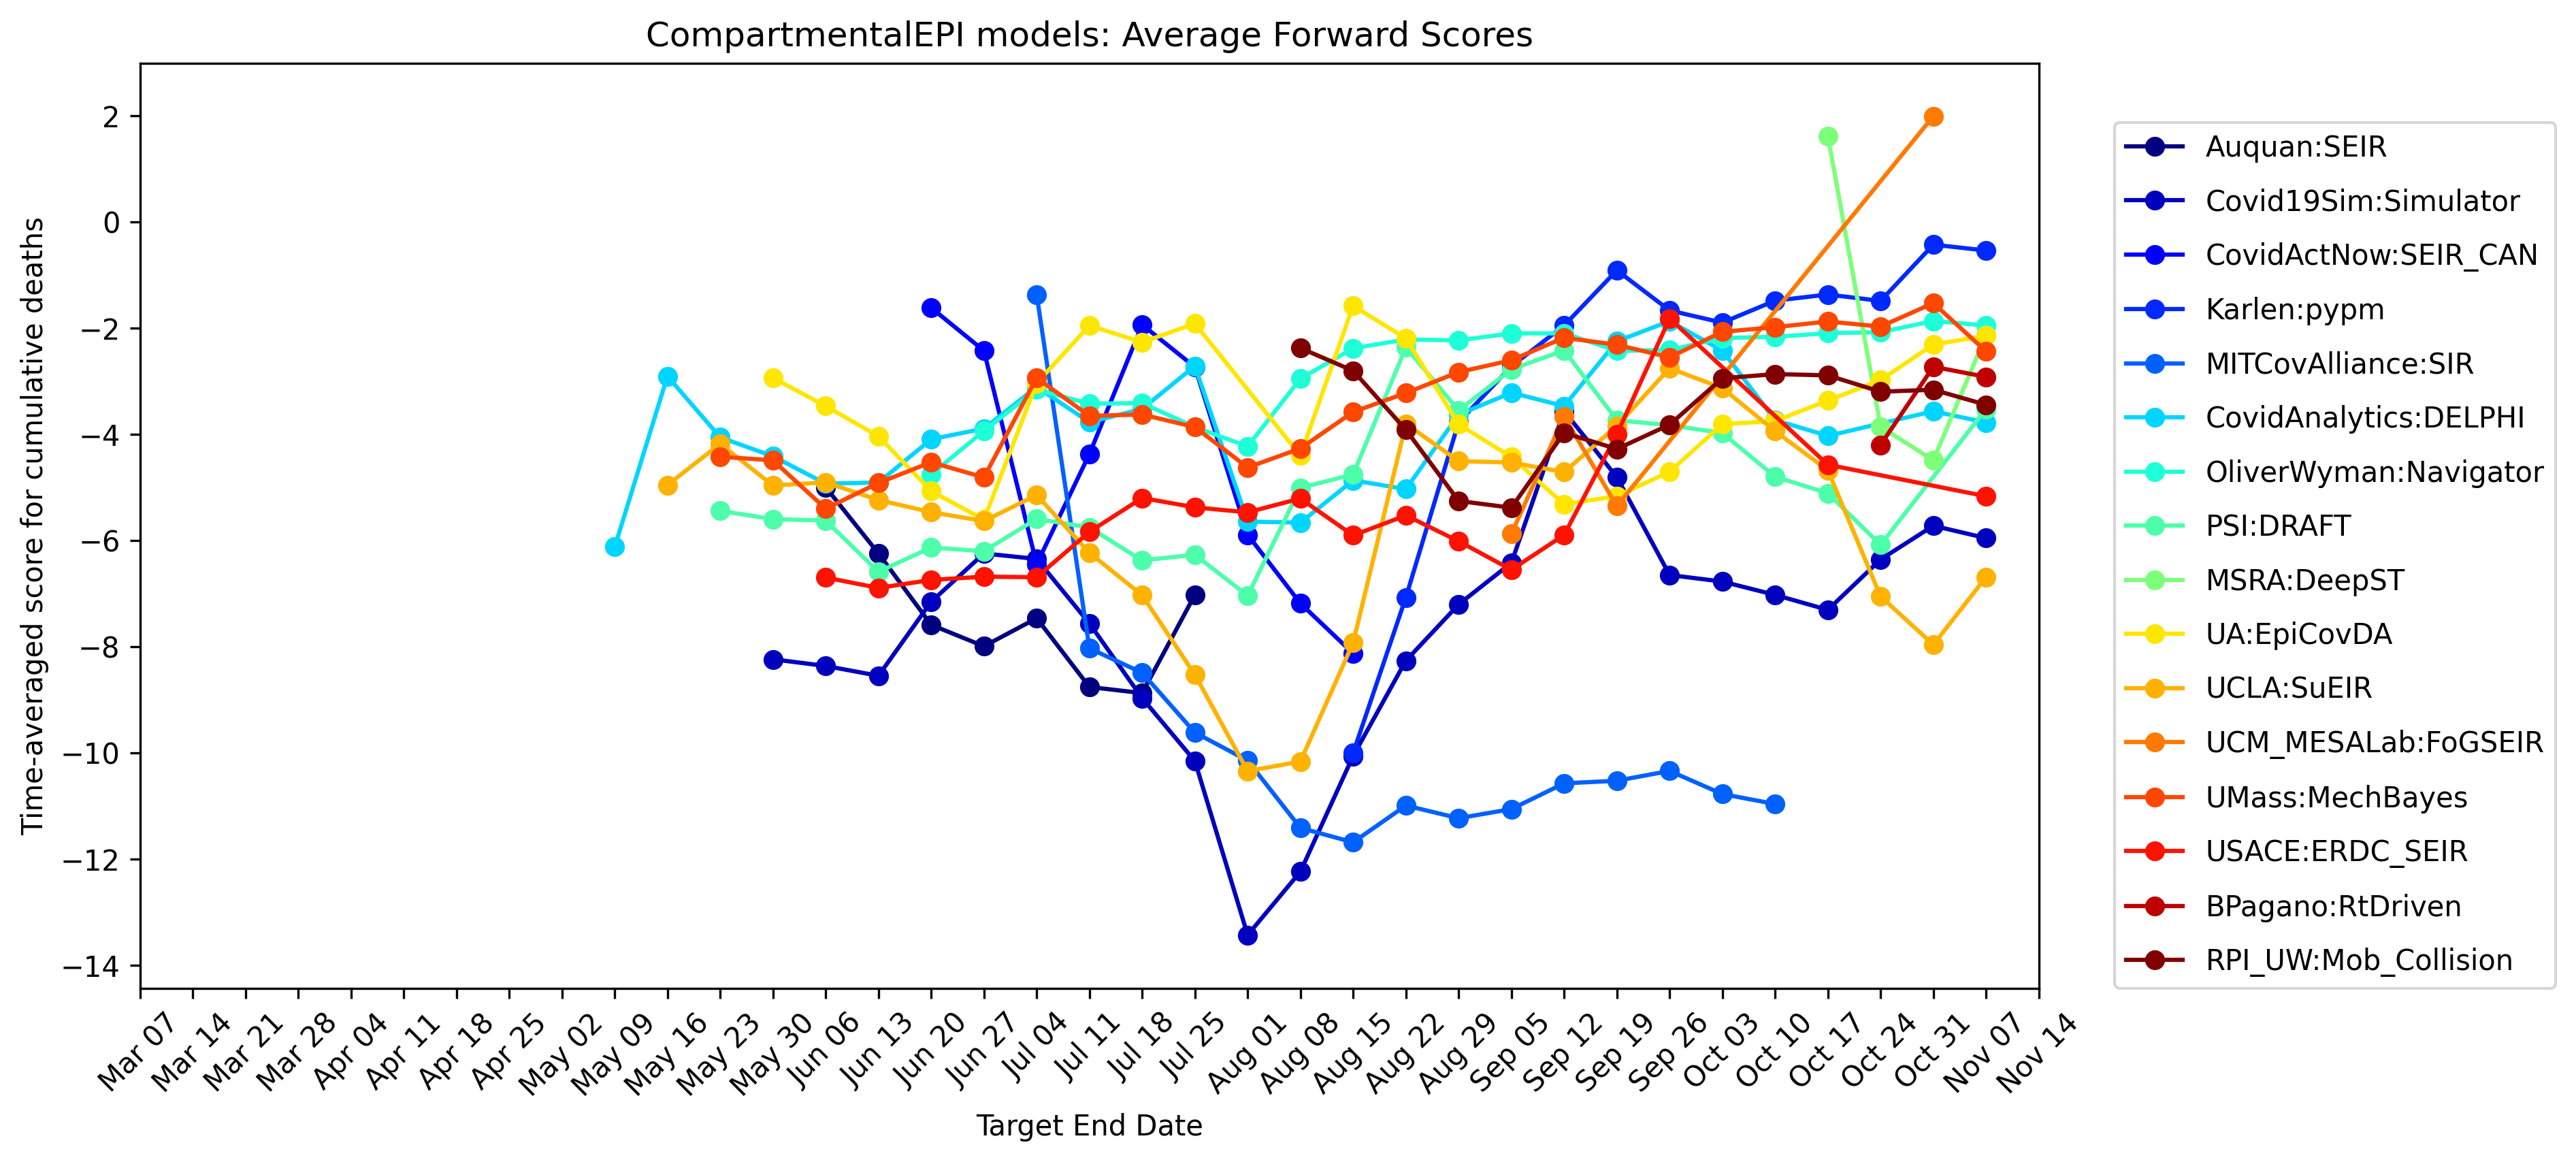 CompartmentalEPI models: Average Forward Scores
Time-averaged score for cumulative deaths
2
0
−2
−4
−6
−8
−10
−12
−14
Mar 07
Mar 14
Mar 21
Mar 28
Apr 04
Apr 11
Apr 18
Apr 25
May 02
May 09
May 16
May 23
May 30
Jun 06
Jun 13
Jun 20
Jun 27
Jul 04
Jul 11
Jul 18
Jul 25
Aug 01
Aug 08
Aug 15
Aug 22
Aug 29
Sep 05
Sep 12
Sep 19
Sep 26
Oct 03
Oct 10
Oct 17
Oct 24
Oct 31
Nov 07
Nov 14
Target End Date
Auquan:SEIR
Covid19Sim:Simulator
CovidActNow:SEIR_CAN
Karlen:pypm
MITCovAlliance:SIR
CovidAnalytics:DELPHI
OliverWyman:Navigator
PSI:DRAFT
MSRA:DeepST
UA:EpiCovDA
UCLA:SuEIR
UCM_MESALab:FoGSEIR
UMass:MechBayes
USACE:ERDC_SEIR
BPagano:RtDriven
RPI_UW:Mob_Collision